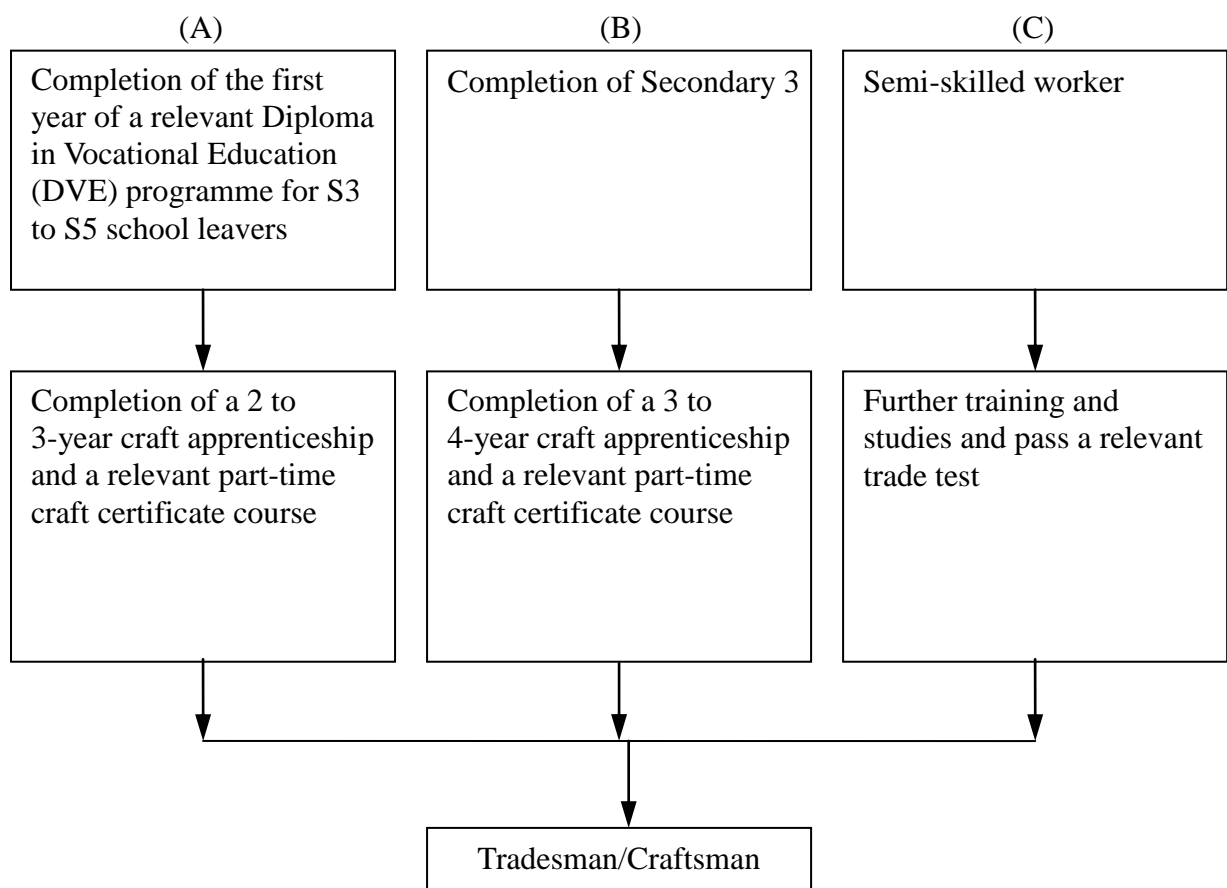 (A)
Completion of the first
year of a relevant Diploma
in Vocational Education
(DVE) programme for S3
to S5 school leavers
(B)
Completion of Secondary 3
(C)
Semi-skilled worker
Completion of a 2 to
3-year craft apprenticeship
and a relevant part-time
craft certificate course
Completion of a 3 to
4-year craft apprenticeship
and a relevant part-time
craft certificate course
Further training and
studies and pass a relevant
trade test
Tradesman/Craftsman